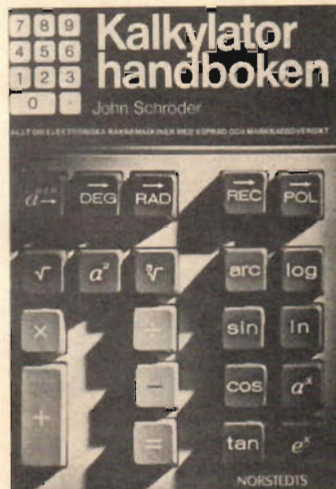 7 8 9
4 5 6
1 2 3
0 .
Kalkylator
handboken
John Schröder
ALLT OM ELEKTRONISKA RÄKNEMASKINER MED KÖPRÅD OCH MARKNADSÖVERSIKT
DEG RAD REC POL
√ a² ∛ arc log
× ÷ sin ln
+ − cos aˣ
= tan eˣ
NORSTEDTS